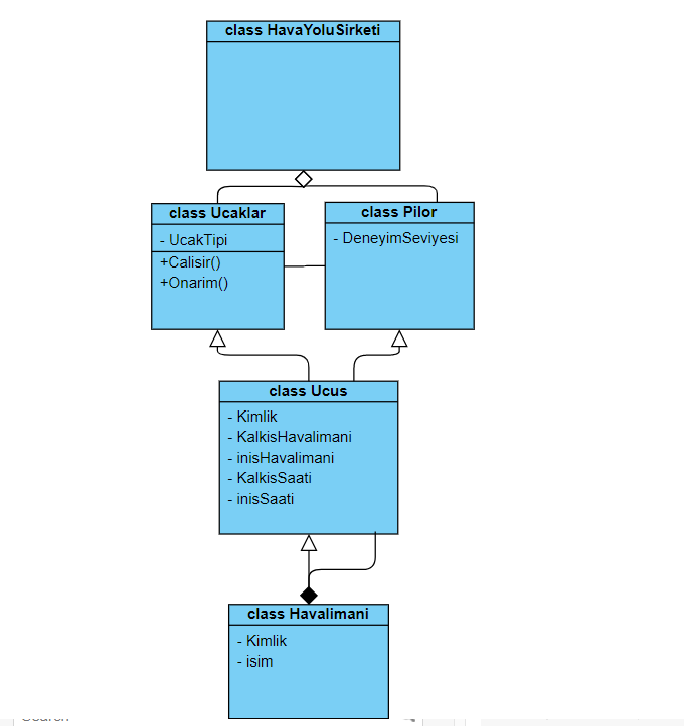 class HavaYoluSirketi
class Ucaklar
- UcakTipi
+Calisir()
+Onarim()
class Pilor
- DeneyimSeviyesi
class Ucus
- Kimlik
- KalkisHavalimani
- inisHavalimani
- KalkisSaati
- inisSaati
class Havalimani
- Kimlik
- isim